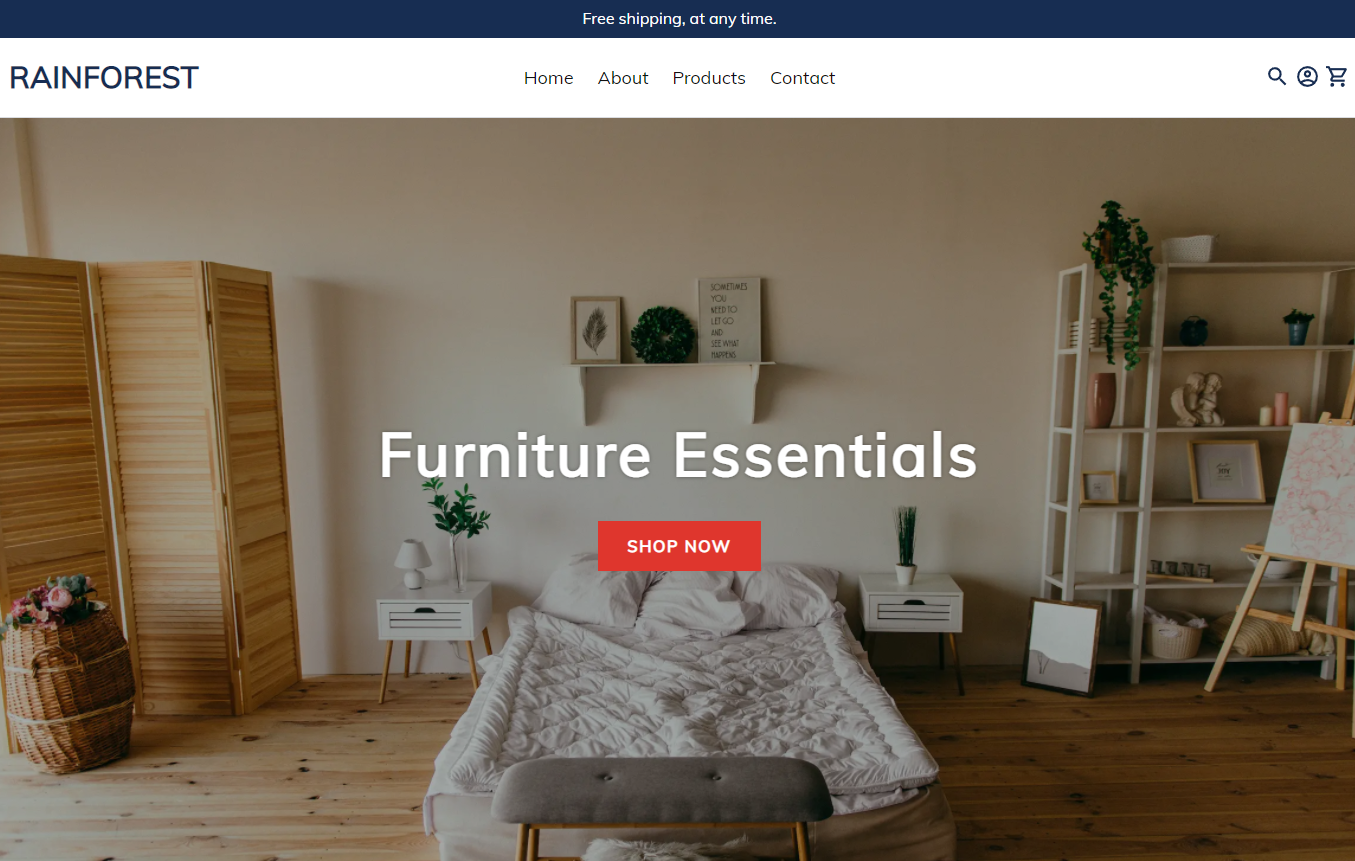 Free shipping, at any time.
RAINFOREST
Home About Products Contact
SOMETIMES
YOU
NEED TO
LET GO
AND
SEE WHAT
HAPPENS
Furniture Essentials
SHOP NOW